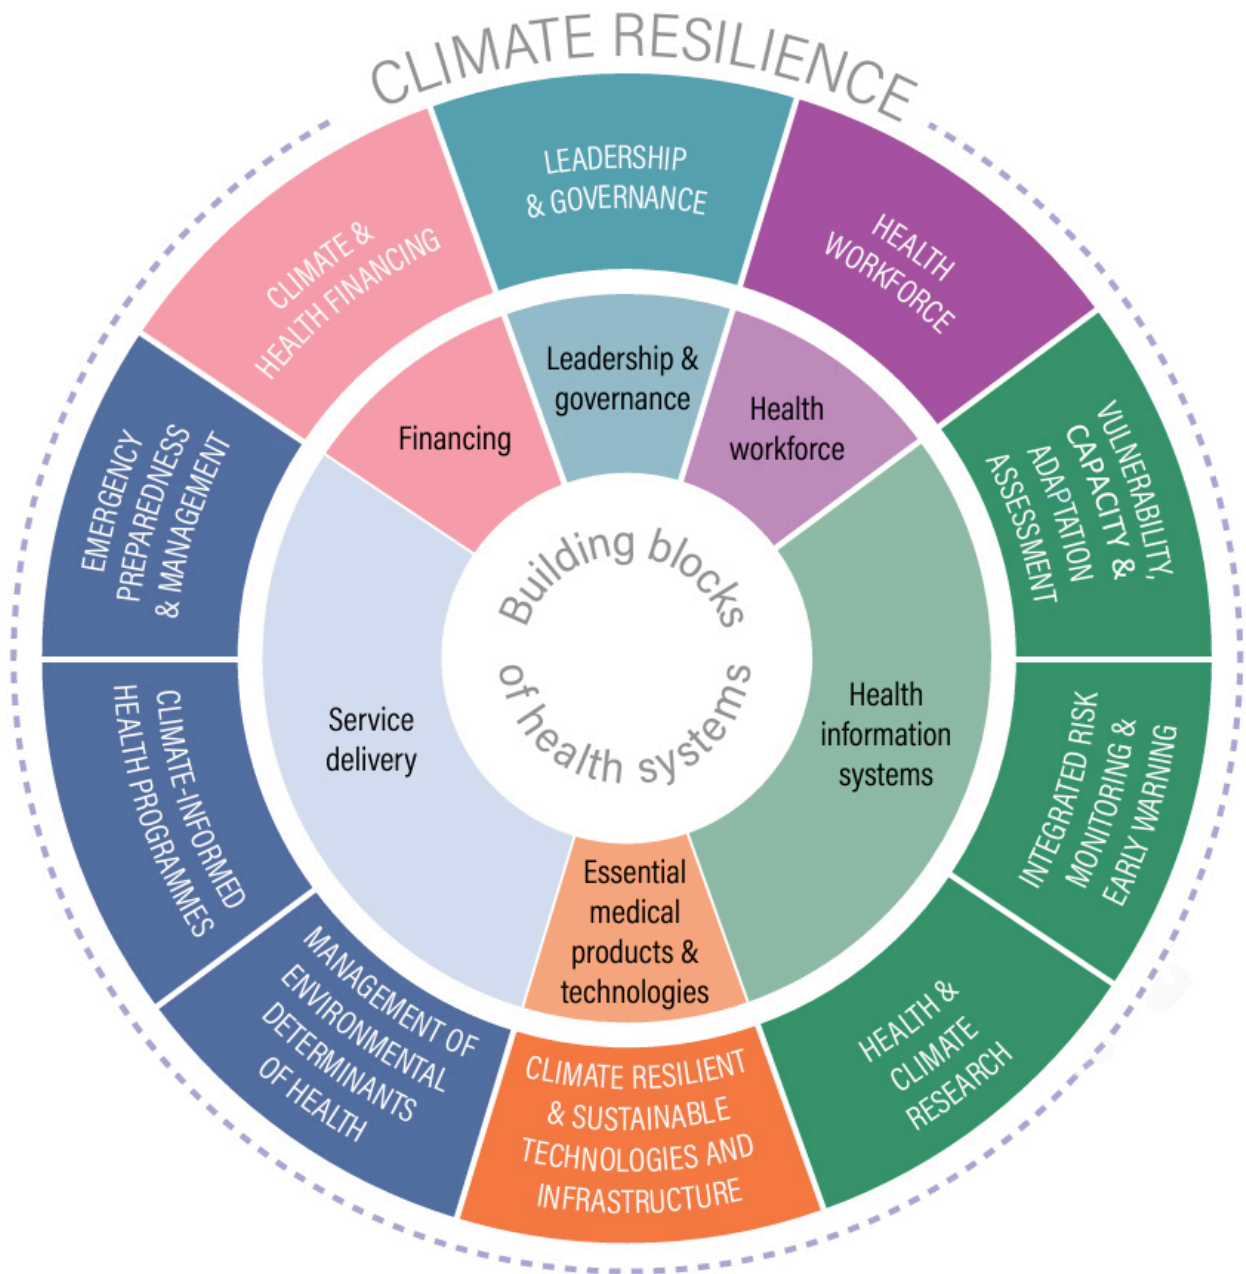 CLIMATE RESILIENCE
LEADERSHIP
& GOVERNANCE
HEALTH
WORKFORCE
VULNERABILITY,
CAPACITY &
ADAPTATION
ASSESSMENT
INTEGRATED RISK
MONITORING &
EARLY WARNING
HEALTH &
CLIMATE
RESEARCH
CLIMATE RESILIENT
& SUSTAINABLE
TECHNOLOGIES AND
INFRASTRUCTURE
MANAGEMENT OF
ENVIRONMENTAL
DETERMINANTS
OF HEALTH
CLIMATE-INFORMED
HEALTH PROGRAMMES
EMERGENCY
PREPAREDNESS
& MANAGEMENT
CLIMATE &
HEALTH FINANCING
Leadership &
governance
Health
workforce
Health
information
systems
Essential
medical
products &
technologies
Service
delivery
Financing
Building blocks
of health systems